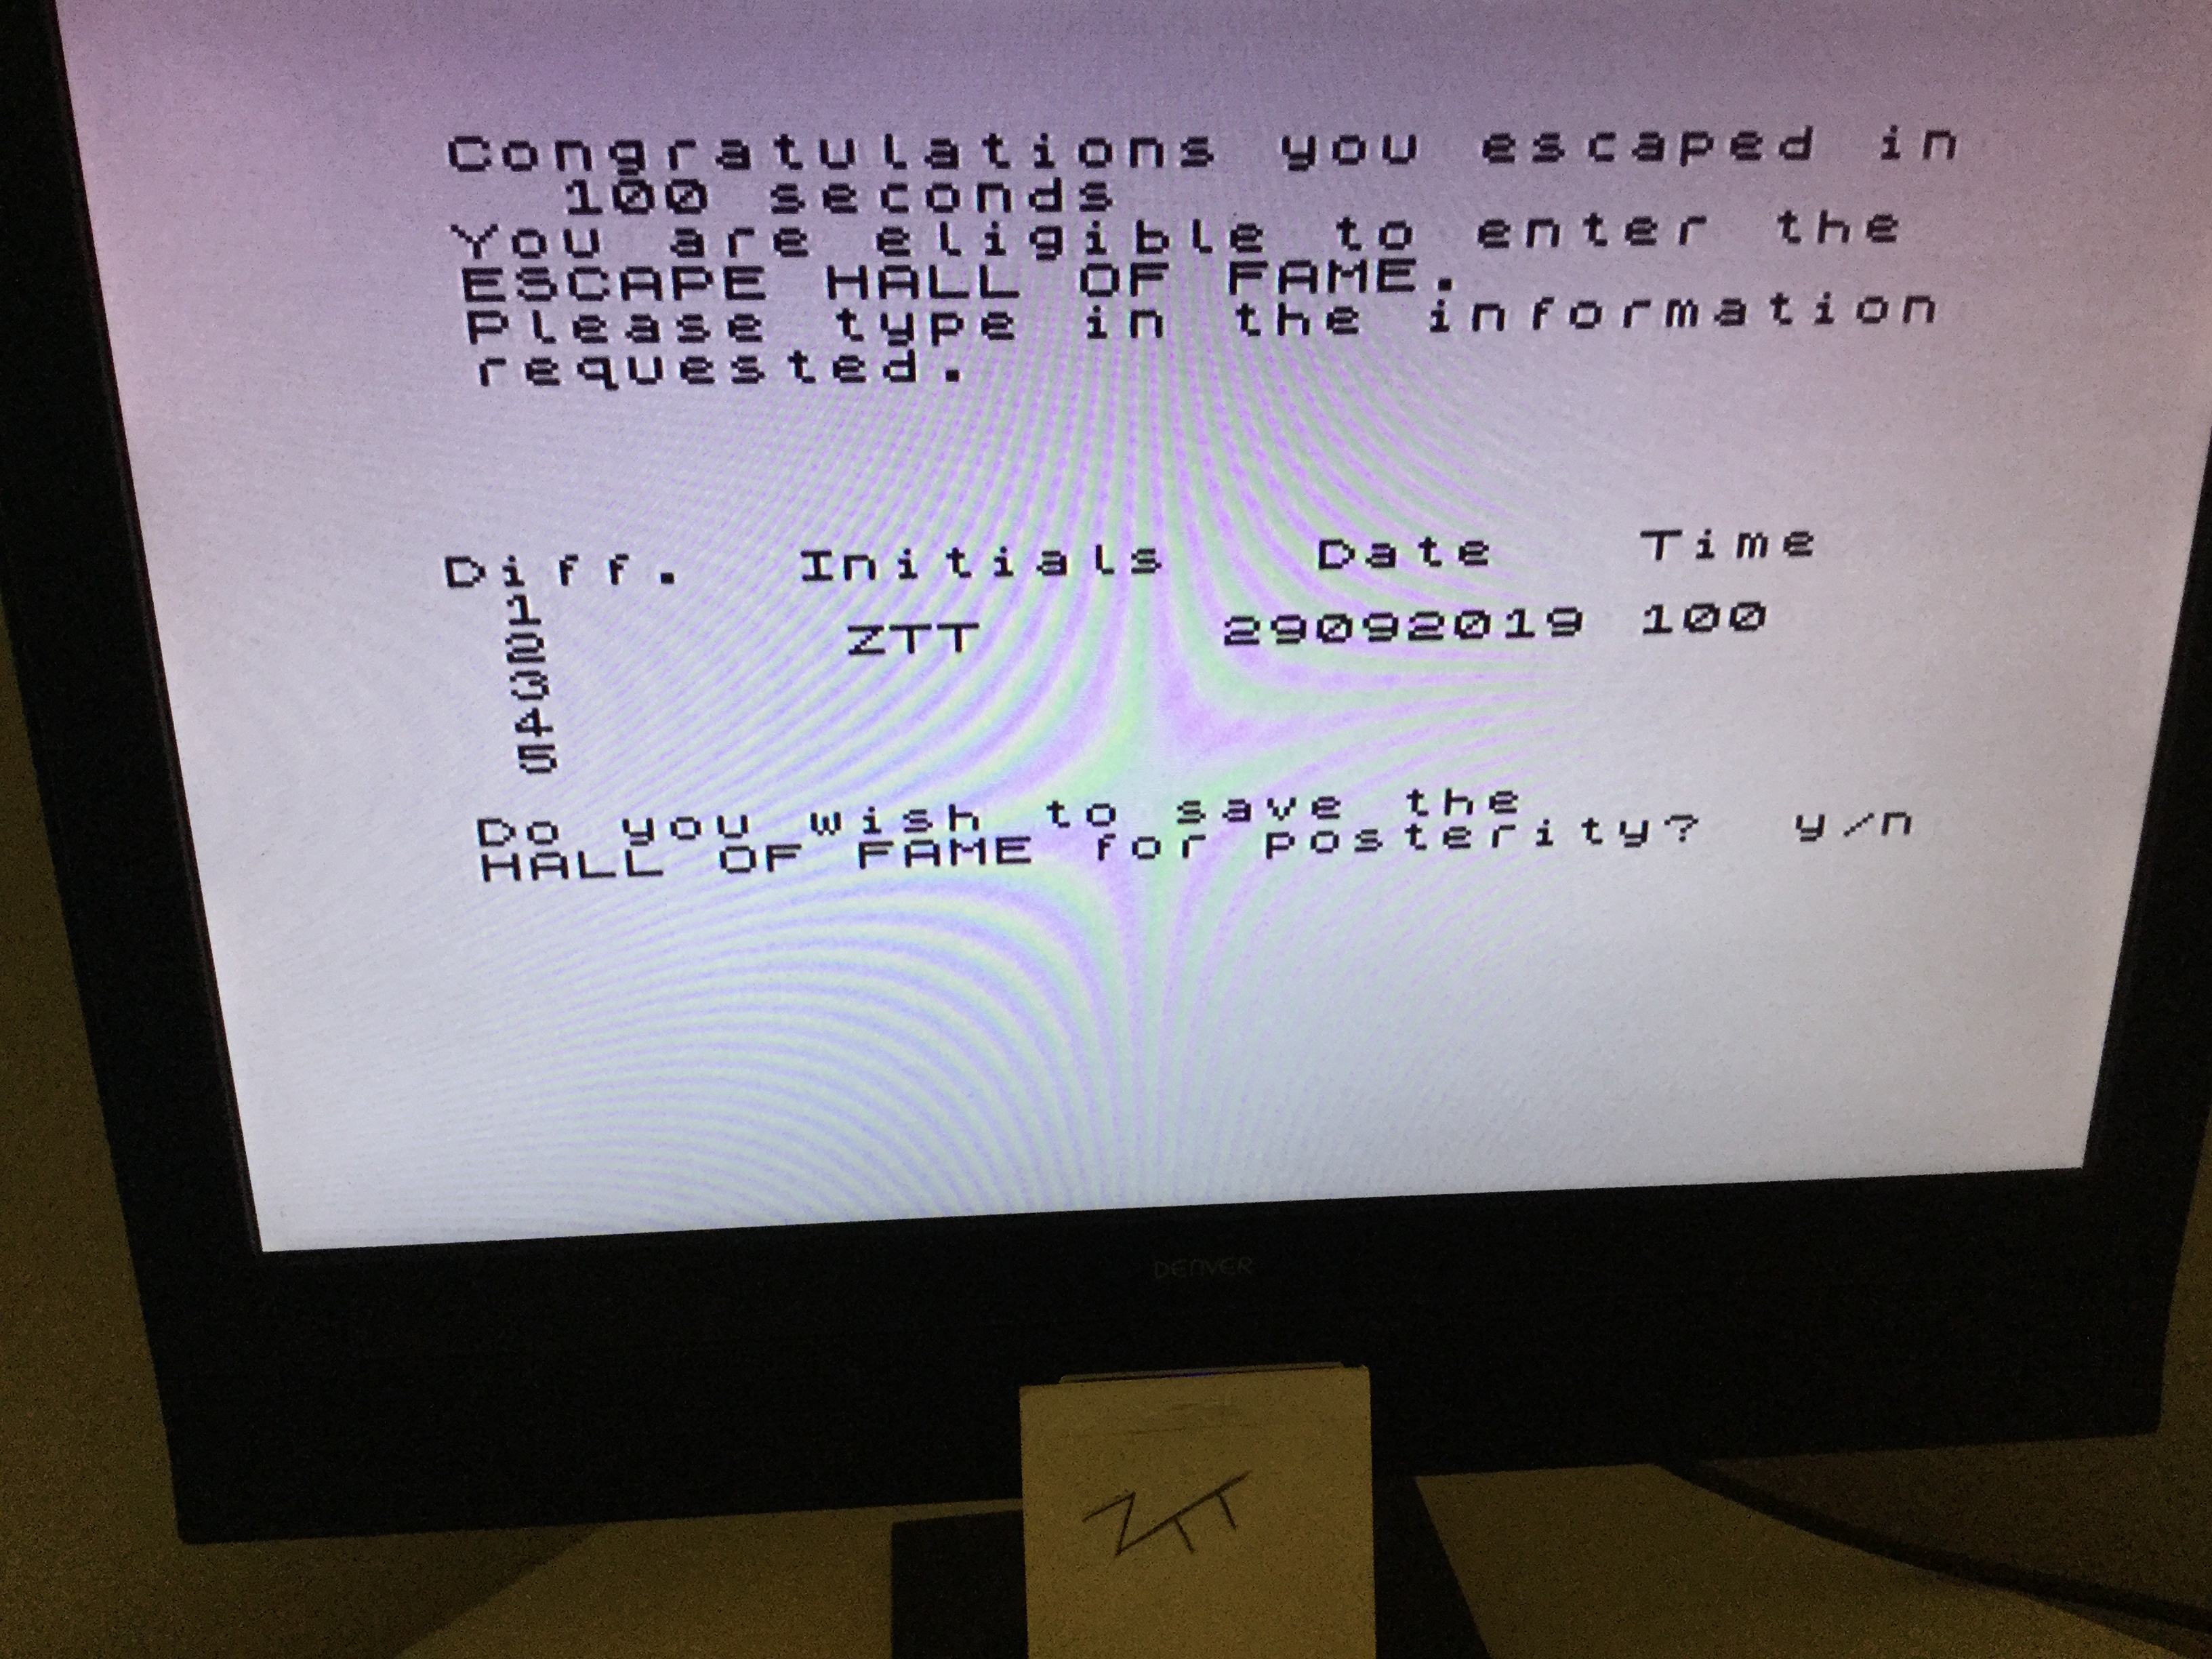 Congratulations you escaped in
100 seconds
You are eligible to enter the
ESCAPE HALL OF FAME.
Please type in the information
requested.
Diff. Initials Date Time
1
2 ZTT 29092019 100
3
4
5
Do you wish to save the
HALL OF FAME for posterity? y/n
DENVER
ZTT